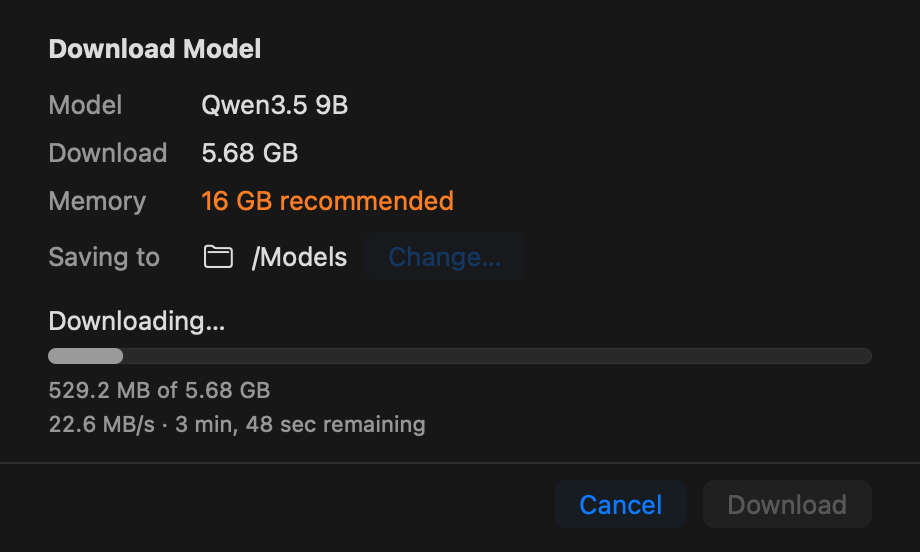 Download Model
Model Qwen3.5 9B
Download 5.68 GB
Memory 16 GB recommended
Saving to /Models Change...
Downloading...
529.2 MB of 5.68 GB
22.6 MB/s · 3 min, 48 sec remaining
Cancel Download